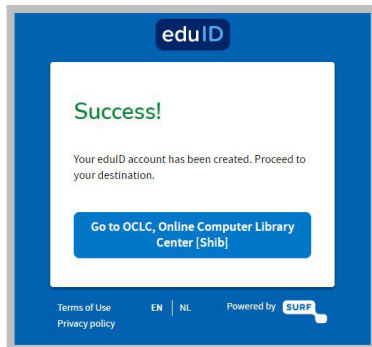 eduID
Success!
Your eduID account has been created. Proceed to
your destination.
Go to OCLC, Online Computer Library
Center [Shib]
Terms of Use
EN | NL
Powered by SURF
Privacy policy